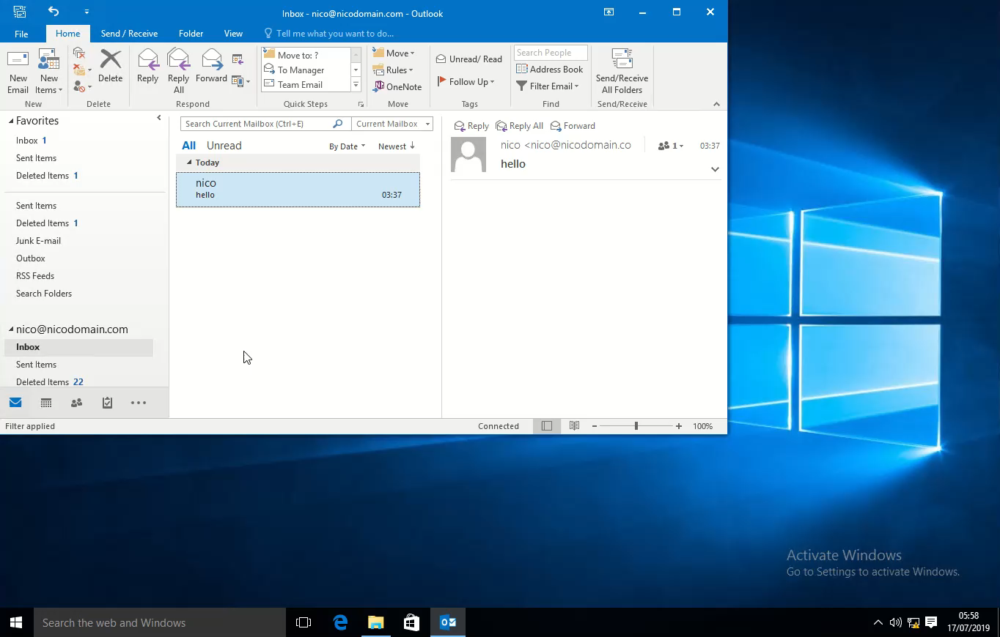 Inbox - nico@nicodomain.com - Outlook
File Home Send / Receive Folder View Tell me what you want to do...
New Email
New Items
Delete
Reply
Reply All
Forward
Move to: ?
To Manager
Team Email
Move
Rules
OneNote
Unread/ Read
Follow Up
Search People
Address Book
Filter Email
Send/Receive All Folders
New Delete Respond Quick Steps Move Tags Find Send/Receive
Favorites
Inbox 1
Sent Items
Deleted Items 1
Sent Items
Deleted Items 1
Junk E-mail
Outbox
RSS Feeds
Search Folders
nico@nicodomain.com
Inbox
Sent Items
Deleted Items 22
Search Current Mailbox (Ctrl+E) Current Mailbox
All Unread By Date Newest
Today
nico
hello 03:37
Reply Reply All Forward
nico <nico@nicodomain.co 1 03:37
hello
Filter applied Connected 100%
Activate Windows
Go to Settings to activate Windows.
Search the web and Windows
05:58
17/07/2019